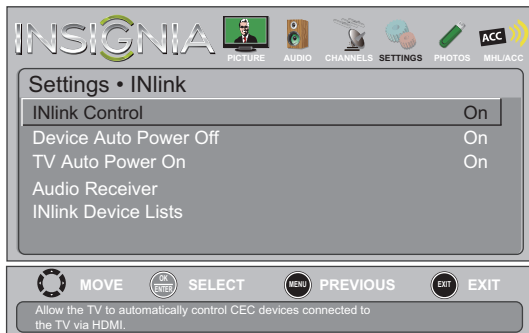 INSIGNIA
PICTURE AUDIO CHANNELS SETTINGS PHOTOS MHL/ACC
ACC
Settings • INlink
INlink Control On
Device Auto Power Off On
TV Auto Power On On
Audio Receiver
INlink Device Lists
MOVE OK ENTER SELECT MENU PREVIOUS EXIT EXIT
Allow the TV to automatically control CEC devices connected to
the TV via HDMI.